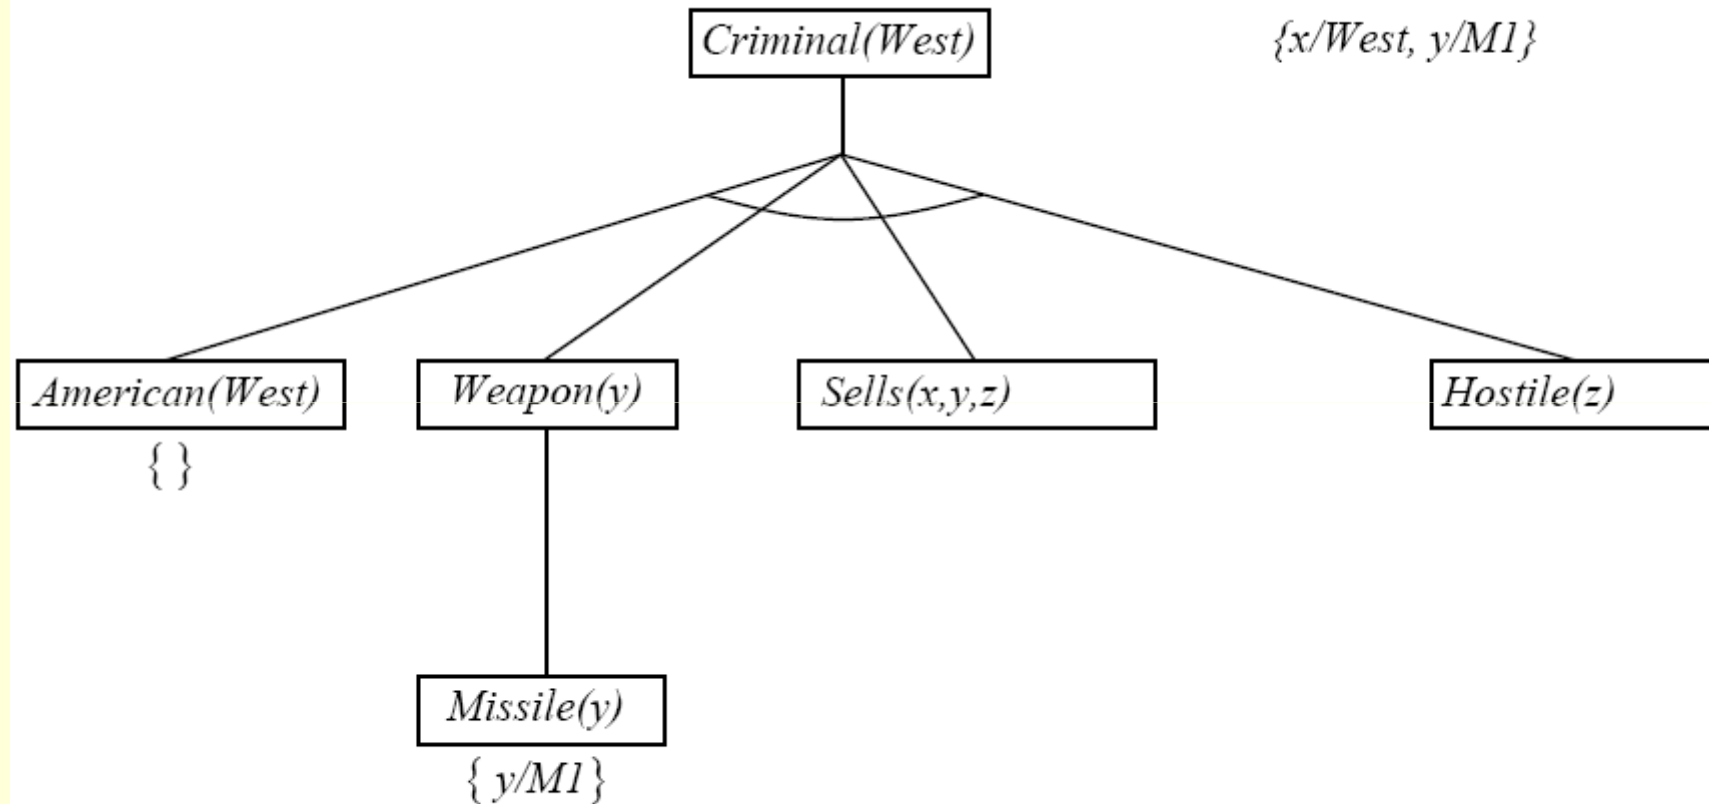 Criminal(West)
{x/West, y/M1}
American(West)
Weapon(y)
Sells(x,y,z)
Hostile(z)
{ }
Missile(y)
{ y/M1 }